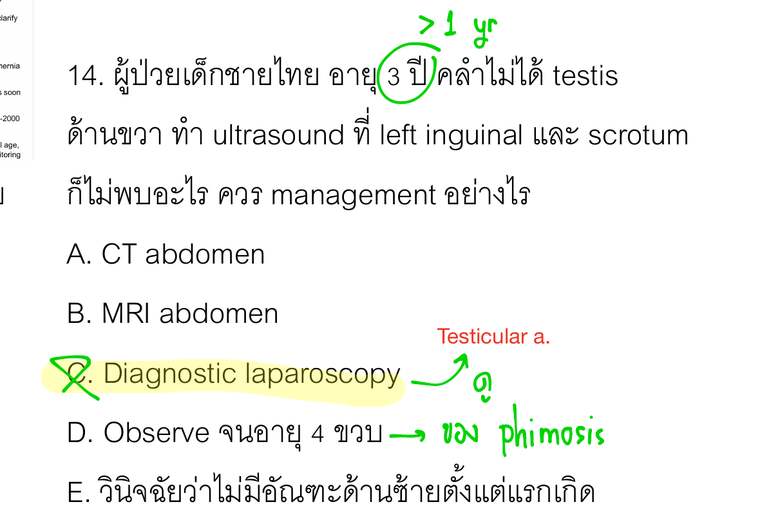 larify
nernia
s soon
-2000
l age,
itoring
> 1 yr
14. ผู้ป่วยเด็กชายไทย อายุ 3 ปี คลำไม่ได้ testis
ด้านขวา ทำ ultrasound ที่ left inguinal และ scrotum
ก็ไม่พบอะไร ควร management อย่างไร
A. CT abdomen
B. MRI abdomen
Testicular a.
C. Diagnostic laparoscopy
ดู
D. Observe จนอายุ 4 ขวบ → ของ phimosis
E. วินิจฉัยว่าไม่มีอัณฑะด้านซ้ายตั้งแต่แรกเกิด